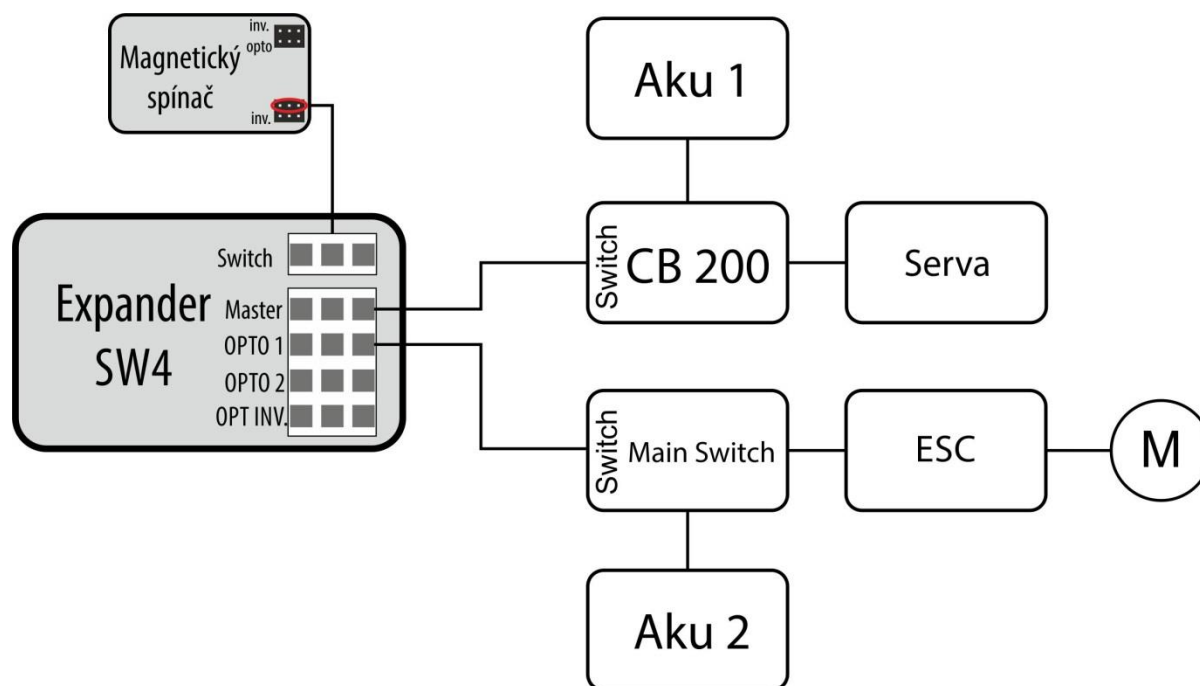 inv.
opto
Magnetický
spínač
inv.
Expander
SW4
Switch
Master
OPTO 1
OPTO 2
OPT INV.
Aku 1
Switch
CB 200
Serva
Switch
Main Switch
ESC
M
Aku 2